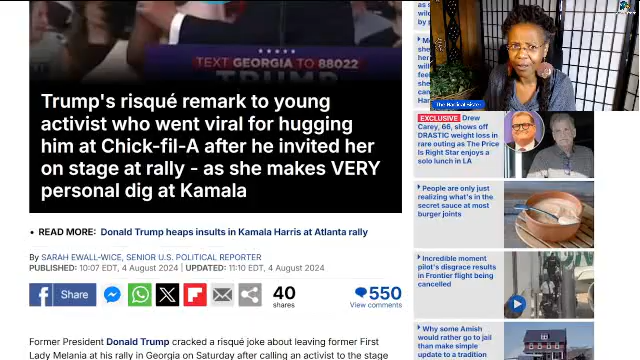 TEXT GEORGIA TO 88022
TRUMP
Trump's risqué remark to young
activist who went viral for hugging
him at Chick-fil-A after he invited her
on stage at rally - as she makes VERY
personal dig at Kamala
• READ MORE: Donald Trump heaps insults in Kamala Harris at Atlanta rally
By SARAH EWALL-WICE, SENIOR U.S. POLITICAL REPORTER
PUBLISHED: 10:07 EDT, 4 August 2024 | UPDATED: 11:10 EDT, 4 August 2024
Share
40
shares
550
View comments
Former President Donald Trump cracked a risqué joke about leaving former First
Lady Melania at his rally in Georgia on Saturday after calling an activist to the stage
EXCLUSIVE Drew
Carey, 66, shows off
DRASTIC weight loss in
rare outing as The Price
Is Right Star enjoys a
solo lunch in LA
People are only just
realizing what's in the
secret sauce at most
burger joints
Incredible moment
pilot's disgrace results
in Frontier flight being
cancelled
Why some Amish
would rather go to
jail than make simple
update to a tradition